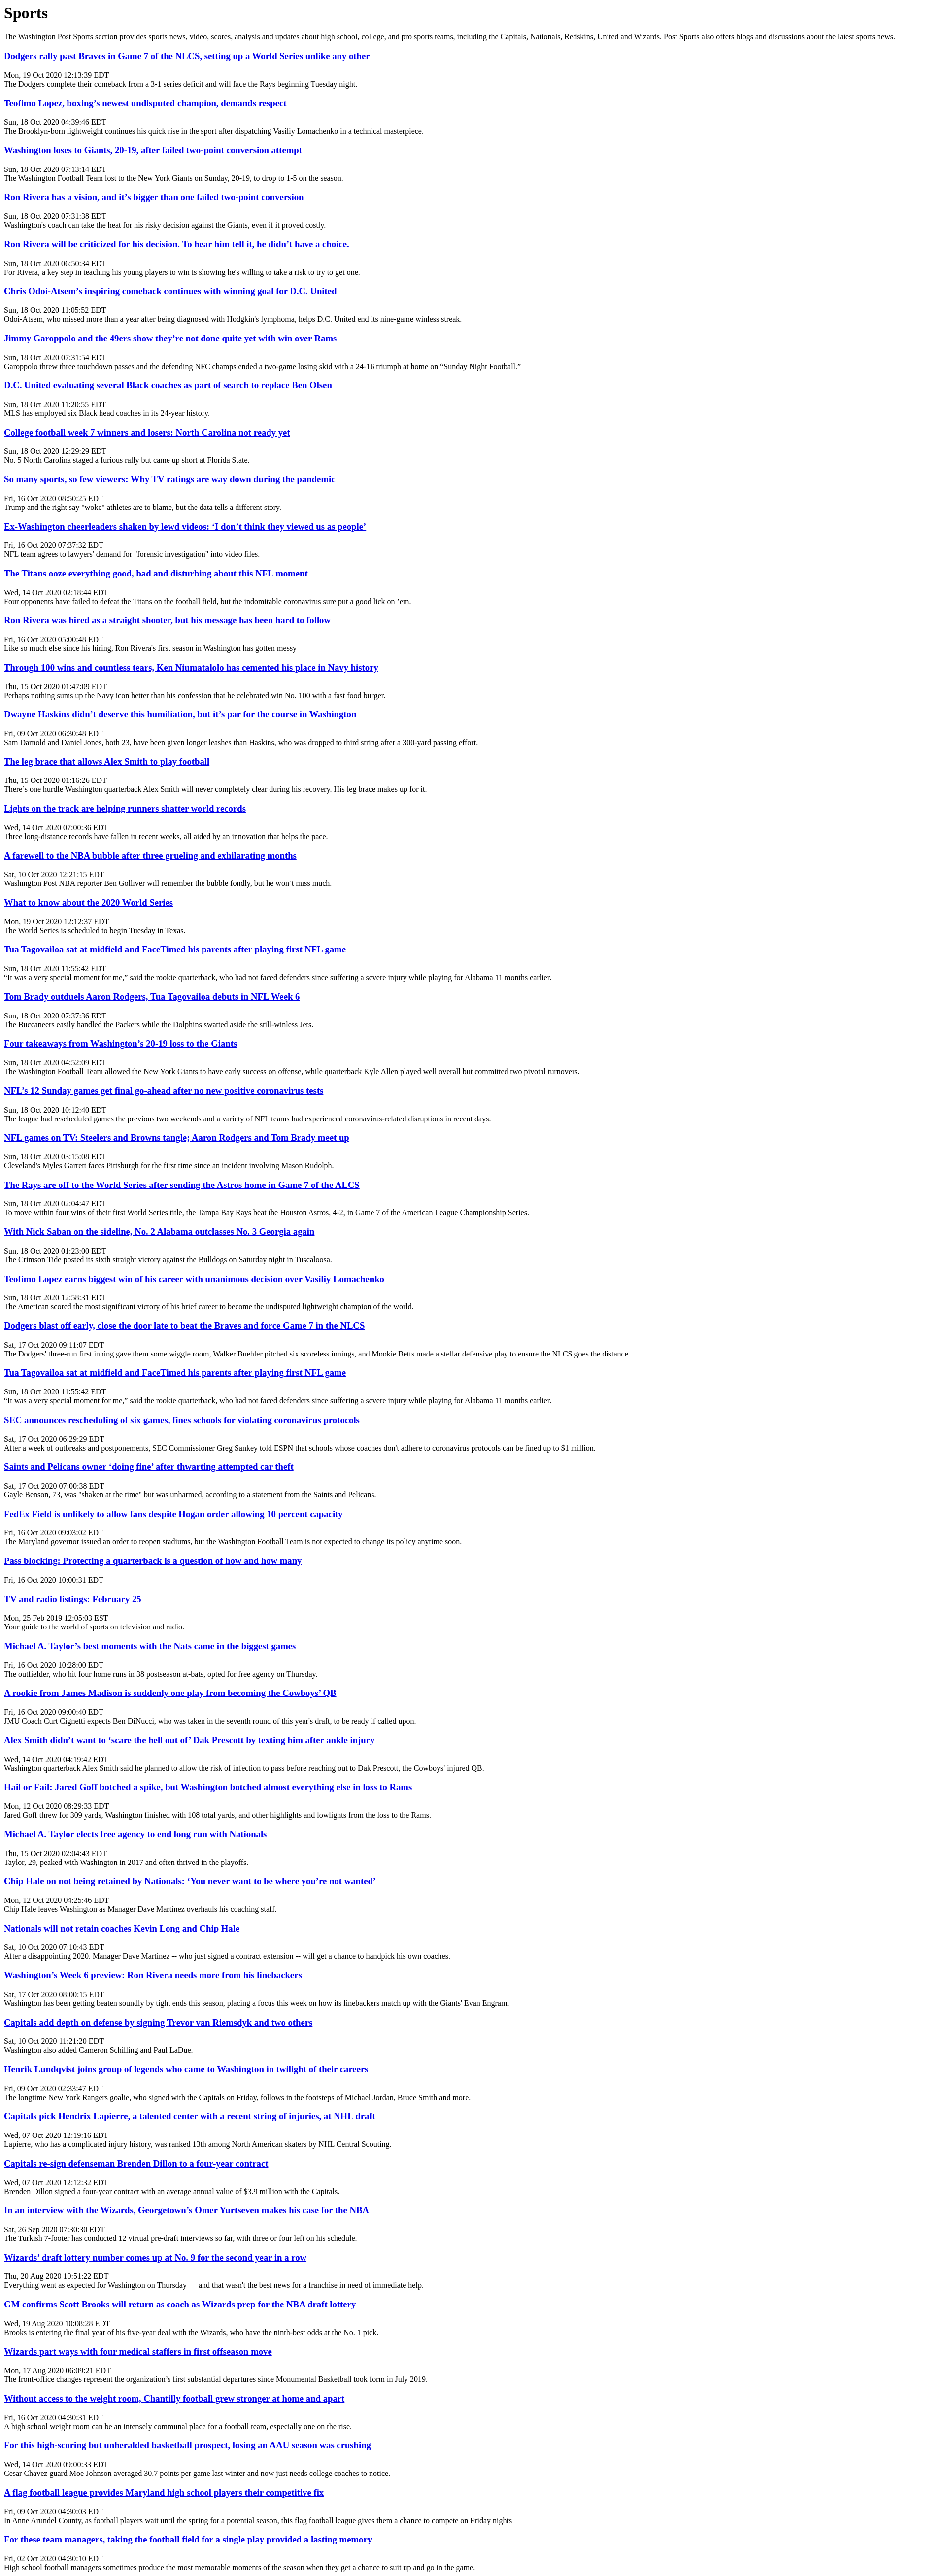 Sports
The Washington Post Sports section provides sports news, video, scores, analysis and updates about high school, college, and pro sports teams, including the Capitals, Nationals, Redskins, United and Wizards. Post Sports also offers blogs and discussions about the latest sports news.
Dodgers rally past Braves in Game 7 of the NLCS, setting up a World Series unlike any other
Mon, 19 Oct 2020 12:13:39 EDT
The Dodgers complete their comeback from a 3-1 series deficit and will face the Rays beginning Tuesday night.
Teofimo Lopez, boxing’s newest undisputed champion, demands respect
Sun, 18 Oct 2020 04:39:46 EDT
The Brooklyn-born lightweight continues his quick rise in the sport after dispatching Vasiliy Lomachenko in a technical masterpiece.
Washington loses to Giants, 20-19, after failed two-point conversion attempt
Sun, 18 Oct 2020 07:13:14 EDT
The Washington Football Team lost to the New York Giants on Sunday, 20-19, to drop to 1-5 on the season.
Ron Rivera has a vision, and it’s bigger than one failed two-point conversion
Sun, 18 Oct 2020 07:31:38 EDT
Washington's coach can take the heat for his risky decision against the Giants, even if it proved costly.
Ron Rivera will be criticized for his decision. To hear him tell it, he didn’t have a choice.
Sun, 18 Oct 2020 06:50:34 EDT
For Rivera, a key step in teaching his young players to win is showing he's willing to take a risk to try to get one.
Chris Odoi-Atsem’s inspiring comeback continues with winning goal for D.C. United
Sun, 18 Oct 2020 11:05:52 EDT
Odoi-Atsem, who missed more than a year after being diagnosed with Hodgkin's lymphoma, helps D.C. United end its nine-game winless streak.
Jimmy Garoppolo and the 49ers show they’re not done quite yet with win over Rams
Sun, 18 Oct 2020 07:31:54 EDT
Garoppolo threw three touchdown passes and the defending NFC champs ended a two-game losing skid with a 24-16 triumph at home on “Sunday Night Football.”
D.C. United evaluating several Black coaches as part of search to replace Ben Olsen
Sun, 18 Oct 2020 11:20:55 EDT
MLS has employed six Black head coaches in its 24-year history.
College football week 7 winners and losers: North Carolina not ready yet
Sun, 18 Oct 2020 12:29:29 EDT
No. 5 North Carolina staged a furious rally but came up short at Florida State.
So many sports, so few viewers: Why TV ratings are way down during the pandemic
Fri, 16 Oct 2020 08:50:25 EDT
Trump and the right say "woke" athletes are to blame, but the data tells a different story.
Ex-Washington cheerleaders shaken by lewd videos: ‘I don’t think they viewed us as people’
Fri, 16 Oct 2020 07:37:32 EDT
NFL team agrees to lawyers' demand for "forensic investigation" into video files.
The Titans ooze everything good, bad and disturbing about this NFL moment
Wed, 14 Oct 2020 02:18:44 EDT
Four opponents have failed to defeat the Titans on the football field, but the indomitable coronavirus sure put a good lick on ’em.
Ron Rivera was hired as a straight shooter, but his message has been hard to follow
Fri, 16 Oct 2020 05:00:48 EDT
Like so much else since his hiring, Ron Rivera's first season in Washington has gotten messy
Through 100 wins and countless tears, Ken Niumatalolo has cemented his place in Navy history
Thu, 15 Oct 2020 01:47:09 EDT
Perhaps nothing sums up the Navy icon better than his confession that he celebrated win No. 100 with a fast food burger.
Dwayne Haskins didn’t deserve this humiliation, but it’s par for the course in Washington
Fri, 09 Oct 2020 06:30:48 EDT
Sam Darnold and Daniel Jones, both 23, have been given longer leashes than Haskins, who was dropped to third string after a 300-yard passing effort.
The leg brace that allows Alex Smith to play football
Thu, 15 Oct 2020 01:16:26 EDT
There’s one hurdle Washington quarterback Alex Smith will never completely clear during his recovery. His leg brace makes up for it.
Lights on the track are helping runners shatter world records
Wed, 14 Oct 2020 07:00:36 EDT
Three long-distance records have fallen in recent weeks, all aided by an innovation that helps the pace.
A farewell to the NBA bubble after three grueling and exhilarating months
Sat, 10 Oct 2020 12:21:15 EDT
Washington Post NBA reporter Ben Golliver will remember the bubble fondly, but he won’t miss much.
What to know about the 2020 World Series
Mon, 19 Oct 2020 12:12:37 EDT
The World Series is scheduled to begin Tuesday in Texas.
Tua Tagovailoa sat at midfield and FaceTimed his parents after playing first NFL game
Sun, 18 Oct 2020 11:55:42 EDT
“It was a very special moment for me,” said the rookie quarterback, who had not faced defenders since suffering a severe injury while playing for Alabama 11 months earlier.
Tom Brady outduels Aaron Rodgers, Tua Tagovailoa debuts in NFL Week 6
Sun, 18 Oct 2020 07:37:36 EDT
The Buccaneers easily handled the Packers while the Dolphins swatted aside the still-winless Jets.
Four takeaways from Washington’s 20-19 loss to the Giants
Sun, 18 Oct 2020 04:52:09 EDT
The Washington Football Team allowed the New York Giants to have early success on offense, while quarterback Kyle Allen played well overall but committed two pivotal turnovers.
NFL’s 12 Sunday games get final go-ahead after no new positive coronavirus tests
Sun, 18 Oct 2020 10:12:40 EDT
The league had rescheduled games the previous two weekends and a variety of NFL teams had experienced coronavirus-related disruptions in recent days.
NFL games on TV: Steelers and Browns tangle; Aaron Rodgers and Tom Brady meet up
Sun, 18 Oct 2020 03:15:08 EDT
Cleveland's Myles Garrett faces Pittsburgh for the first time since an incident involving Mason Rudolph.
The Rays are off to the World Series after sending the Astros home in Game 7 of the ALCS
Sun, 18 Oct 2020 02:04:47 EDT
To move within four wins of their first World Series title, the Tampa Bay Rays beat the Houston Astros, 4-2, in Game 7 of the American League Championship Series.
With Nick Saban on the sideline, No. 2 Alabama outclasses No. 3 Georgia again
Sun, 18 Oct 2020 01:23:00 EDT
The Crimson Tide posted its sixth straight victory against the Bulldogs on Saturday night in Tuscaloosa.
Teofimo Lopez earns biggest win of his career with unanimous decision over Vasiliy Lomachenko
Sun, 18 Oct 2020 12:58:31 EDT
The American scored the most significant victory of his brief career to become the undisputed lightweight champion of the world.
Dodgers blast off early, close the door late to beat the Braves and force Game 7 in the NLCS
Sat, 17 Oct 2020 09:11:07 EDT
The Dodgers' three-run first inning gave them some wiggle room, Walker Buehler pitched six scoreless innings, and Mookie Betts made a stellar defensive play to ensure the NLCS goes the distance.
Tua Tagovailoa sat at midfield and FaceTimed his parents after playing first NFL game
Sun, 18 Oct 2020 11:55:42 EDT
“It was a very special moment for me,” said the rookie quarterback, who had not faced defenders since suffering a severe injury while playing for Alabama 11 months earlier.
SEC announces rescheduling of six games, fines schools for violating coronavirus protocols
Sat, 17 Oct 2020 06:29:29 EDT
After a week of outbreaks and postponements, SEC Commissioner Greg Sankey told ESPN that schools whose coaches don't adhere to coronavirus protocols can be fined up to $1 million.
Saints and Pelicans owner ‘doing fine’ after thwarting attempted car theft
Sat, 17 Oct 2020 07:00:38 EDT
Gayle Benson, 73, was "shaken at the time" but was unharmed, according to a statement from the Saints and Pelicans.
FedEx Field is unlikely to allow fans despite Hogan order allowing 10 percent capacity
Fri, 16 Oct 2020 09:03:02 EDT
The Maryland governor issued an order to reopen stadiums, but the Washington Football Team is not expected to change its policy anytime soon.
Pass blocking: Protecting a quarterback is a question of how and how many
Fri, 16 Oct 2020 10:00:31 EDT
TV and radio listings: February 25
Mon, 25 Feb 2019 12:05:03 EST
Your guide to the world of sports on television and radio.
Michael A. Taylor’s best moments with the Nats came in the biggest games
Fri, 16 Oct 2020 10:28:00 EDT
The outfielder, who hit four home runs in 38 postseason at-bats, opted for free agency on Thursday.
A rookie from James Madison is suddenly one play from becoming the Cowboys’ QB
Fri, 16 Oct 2020 09:00:40 EDT
JMU Coach Curt Cignetti expects Ben DiNucci, who was taken in the seventh round of this year's draft, to be ready if called upon.
Alex Smith didn’t want to ‘scare the hell out of’ Dak Prescott by texting him after ankle injury
Wed, 14 Oct 2020 04:19:42 EDT
Washington quarterback Alex Smith said he planned to allow the risk of infection to pass before reaching out to Dak Prescott, the Cowboys' injured QB.
Hail or Fail: Jared Goff botched a spike, but Washington botched almost everything else in loss to Rams
Mon, 12 Oct 2020 08:29:33 EDT
Jared Goff threw for 309 yards, Washington finished with 108 total yards, and other highlights and lowlights from the loss to the Rams.
Michael A. Taylor elects free agency to end long run with Nationals
Thu, 15 Oct 2020 02:04:43 EDT
Taylor, 29, peaked with Washington in 2017 and often thrived in the playoffs.
Chip Hale on not being retained by Nationals: ‘You never want to be where you’re not wanted’
Mon, 12 Oct 2020 04:25:46 EDT
Chip Hale leaves Washington as Manager Dave Martinez overhauls his coaching staff.
Nationals will not retain coaches Kevin Long and Chip Hale
Sat, 10 Oct 2020 07:10:43 EDT
After a disappointing 2020. Manager Dave Martinez -- who just signed a contract extension -- will get a chance to handpick his own coaches.
Washington’s Week 6 preview: Ron Rivera needs more from his linebackers
Sat, 17 Oct 2020 08:00:15 EDT
Washington has been getting beaten soundly by tight ends this season, placing a focus this week on how its linebackers match up with the Giants' Evan Engram.
Capitals add depth on defense by signing Trevor van Riemsdyk and two others
Sat, 10 Oct 2020 11:21:20 EDT
Washington also added Cameron Schilling and Paul LaDue.
Henrik Lundqvist joins group of legends who came to Washington in twilight of their careers
Fri, 09 Oct 2020 02:33:47 EDT
The longtime New York Rangers goalie, who signed with the Capitals on Friday, follows in the footsteps of Michael Jordan, Bruce Smith and more.
Capitals pick Hendrix Lapierre, a talented center with a recent string of injuries, at NHL draft
Wed, 07 Oct 2020 12:19:16 EDT
Lapierre, who has a complicated injury history, was ranked 13th among North American skaters by NHL Central Scouting.
Capitals re-sign defenseman Brenden Dillon to a four-year contract
Wed, 07 Oct 2020 12:12:32 EDT
Brenden Dillon signed a four-year contract with an average annual value of $3.9 million with the Capitals.
In an interview with the Wizards, Georgetown’s Omer Yurtseven makes his case for the NBA
Sat, 26 Sep 2020 07:30:30 EDT
The Turkish 7-footer has conducted 12 virtual pre-draft interviews so far, with three or four left on his schedule.
Wizards’ draft lottery number comes up at No. 9 for the second year in a row
Thu, 20 Aug 2020 10:51:22 EDT
Everything went as expected for Washington on Thursday — and that wasn't the best news for a franchise in need of immediate help.
GM confirms Scott Brooks will return as coach as Wizards prep for the NBA draft lottery
Wed, 19 Aug 2020 10:08:28 EDT
Brooks is entering the final year of his five-year deal with the Wizards, who have the ninth-best odds at the No. 1 pick.
Wizards part ways with four medical staffers in first offseason move
Mon, 17 Aug 2020 06:09:21 EDT
The front-office changes represent the organization’s first substantial departures since Monumental Basketball took form in July 2019.
Without access to the weight room, Chantilly football grew stronger at home and apart
Fri, 16 Oct 2020 04:30:31 EDT
A high school weight room can be an intensely communal place for a football team, especially one on the rise.
For this high-scoring but unheralded basketball prospect, losing an AAU season was crushing
Wed, 14 Oct 2020 09:00:33 EDT
Cesar Chavez guard Moe Johnson averaged 30.7 points per game last winter and now just needs college coaches to notice.
A flag football league provides Maryland high school players their competitive fix
Fri, 09 Oct 2020 04:30:03 EDT
In Anne Arundel County, as football players wait until the spring for a potential season, this flag football league gives them a chance to compete on Friday nights
For these team managers, taking the football field for a single play provided a lasting memory
Fri, 02 Oct 2020 04:30:10 EDT
High school football managers sometimes produce the most memorable moments of the season when they get a chance to suit up and go in the game.